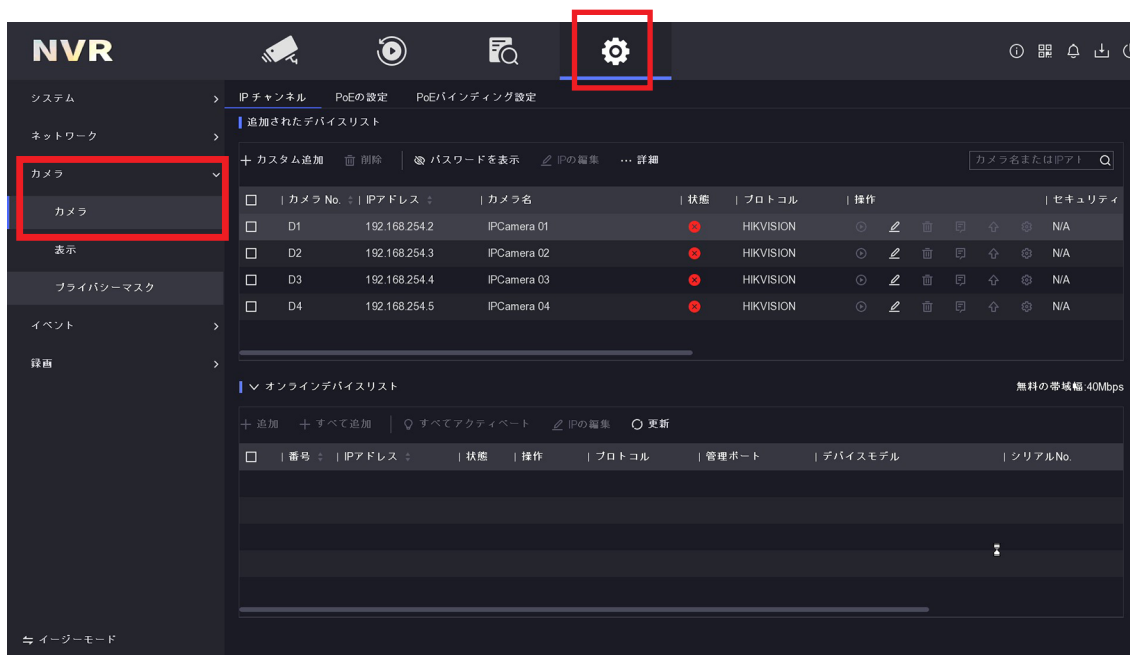 NVR
システム
ネットワーク
カメラ
カメラ
表示
プライバシーマスク
イベント
録画
イージーモード
IPチャンネル PoEの設定 PoEバインディング設定
追加されたデバイスリスト
カスタム追加 削除 パスワードを表示 IPの編集 ... 詳細 カメラ名またはIPアト
カメラ No. IPアドレス カメラ名 状態 プロトコル 操作 セキュリティ
D1 192.168.254.2 IPCamera 01 HIKVISION N/A
D2 192.168.254.3 IPCamera 02 HIKVISION N/A
D3 192.168.254.4 IPCamera 03 HIKVISION N/A
D4 192.168.254.5 IPCamera 04 HIKVISION N/A
オンラインデバイスリスト 無料の帯域幅:40Mbps
追加 すべて追加 すべてアクティベート IPの編集 更新
番号 IPアドレス 状態 操作 プロトコル 管理ポート デバイスモデル シリアルNo.